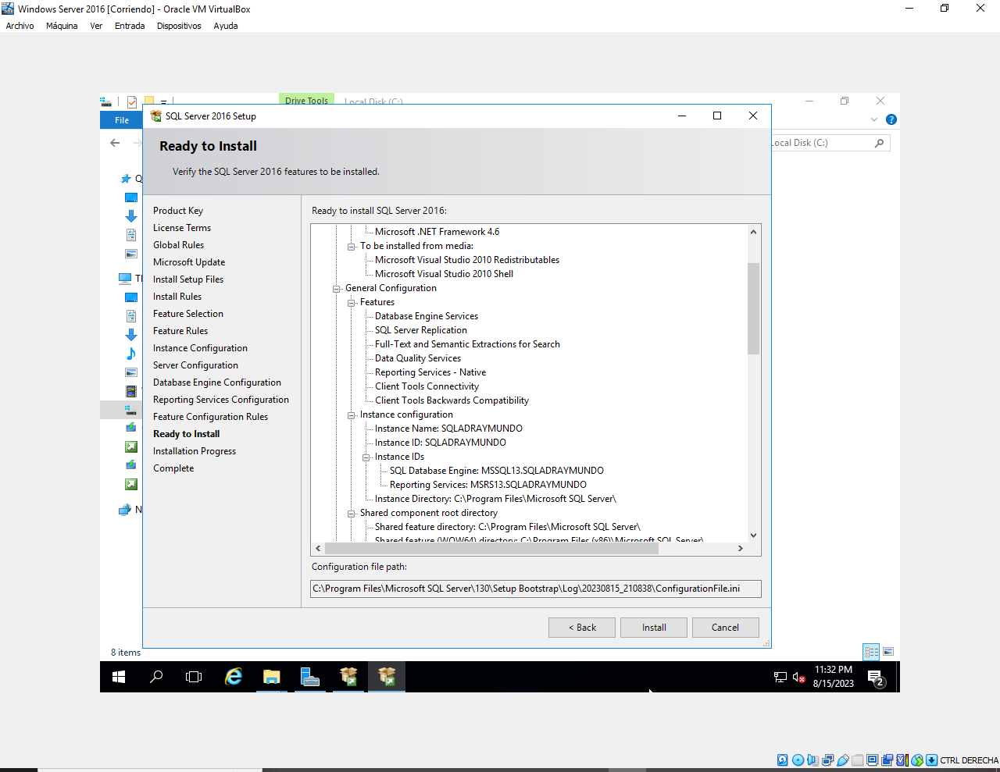 Windows Server 2016 [Corriendo] - Oracle VM VirtualBox
Archivo Máquina Ver Entrada Dispositivos Ayuda
Drive Tools Local Disk (C:)
File
SQL Server 2016 Setup
Ready to Install
Local Disk (C:)
Verify the SQL Server 2016 features to be installed.
Product Key
License Terms
Global Rules
Microsoft Update
Install Setup Files
Install Rules
Feature Selection
Feature Rules
Instance Configuration
Server Configuration
Database Engine Configuration
Reporting Services Configuration
Feature Configuration Rules
Ready to Install
Installation Progress
Complete
Ready to install SQL Server 2016:
Microsoft .NET Framework 4.6
To be installed from media:
Microsoft Visual Studio 2010 Redistributables
Microsoft Visual Studio 2010 Shell
General Configuration
Features
Database Engine Services
SQL Server Replication
Full-Text and Semantic Extractions for Search
Data Quality Services
Reporting Services - Native
Client Tools Connectivity
Client Tools Backwards Compatibility
Instance configuration
Instance Name: SQLADRAYMUNDO
Instance ID: SQLADRAYMUNDO
Instance IDs
SQL Database Engine: MSSQL13.SQLADRAYMUNDO
Reporting Services: MSRS13.SQLADRAYMUNDO
Instance Directory: C:\Program Files\Microsoft SQL Server\
Shared component root directory
Shared feature directory: C:\Program Files\Microsoft SQL Server\
Shared feature (WOW64) directory: C:\Program Files (x86)\Microsoft SQL Server\
Configuration file path:
C:\Program Files\Microsoft SQL Server\130\Setup Bootstrap\Log\20230815_210838\ConfigurationFile.ini
< Back Install Cancel
8 items
11:32 PM
8/15/2023
2
CTRL DERECHA